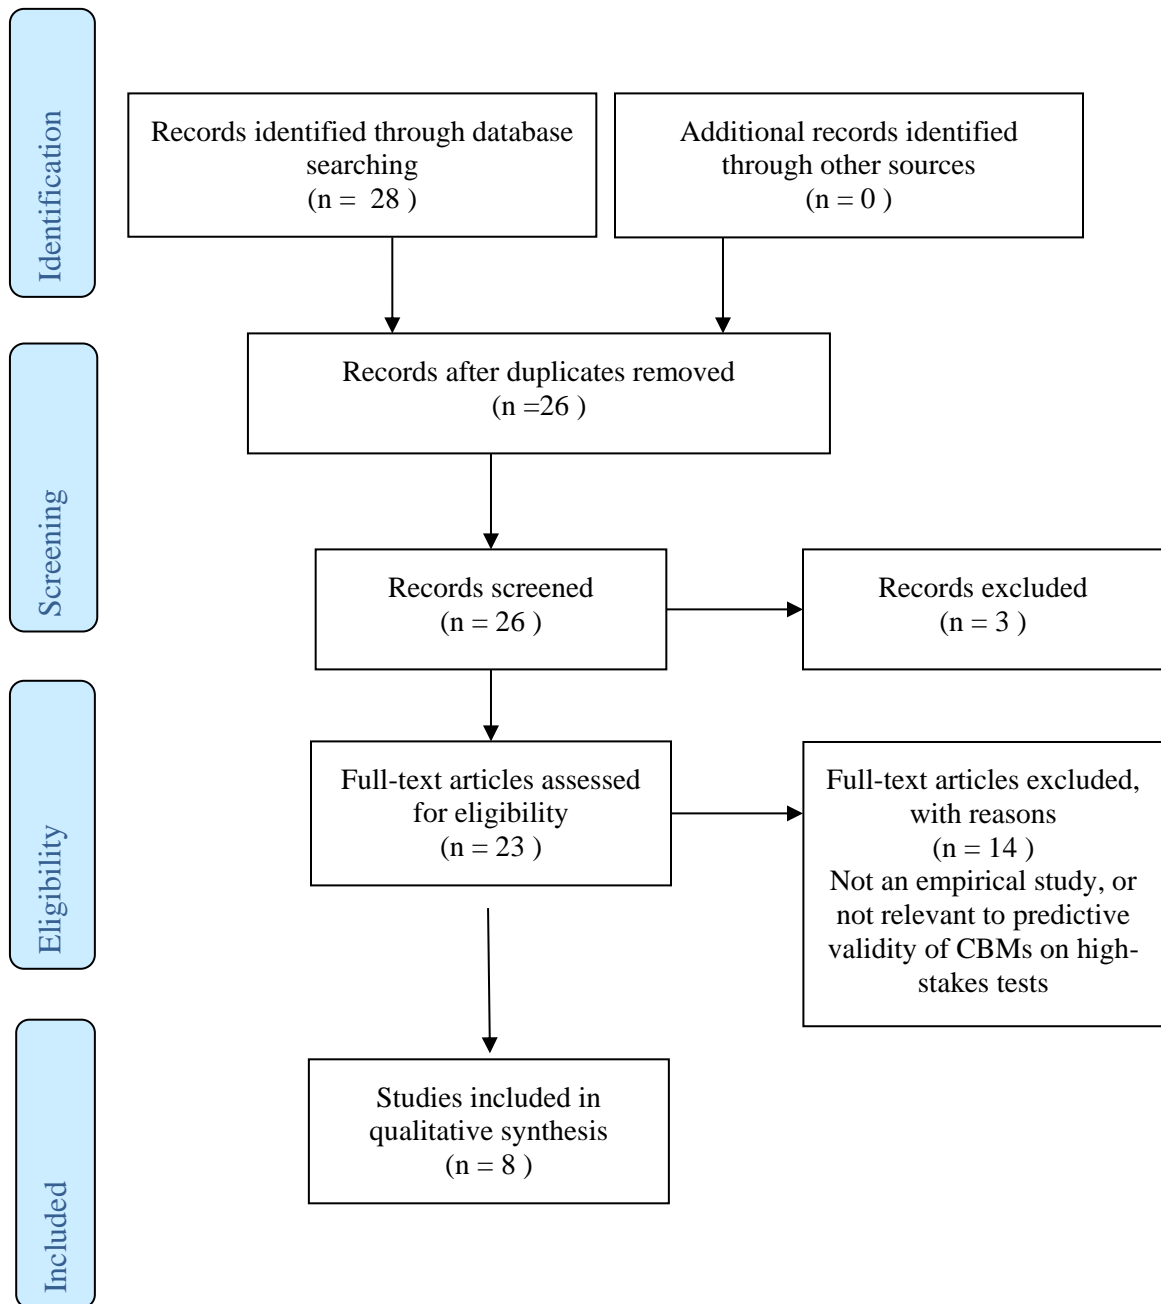 Identification
Records identified through database
searching
(n =  28 )
Additional records identified
through other sources
(n = 0 )
Records after duplicates removed
(n =26 )
Screening
Records screened
(n = 26 )
Records excluded
(n = 3 )
Eligibility
Full-text articles assessed
for eligibility
(n = 23 )
Full-text articles excluded,
with reasons
(n = 14 )
Not an empirical study, or
not relevant to predictive
validity of CBMs on high-
stakes tests
Included
Studies included in
qualitative synthesis
(n = 8 )